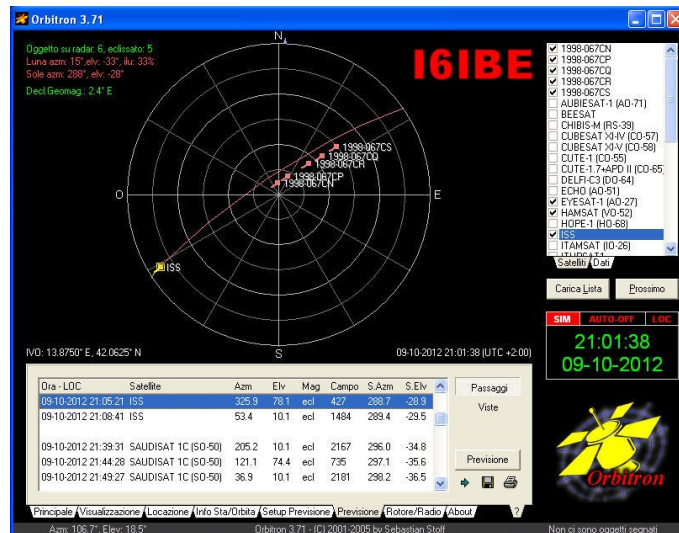 Orbitron 3.71
Oggetto su radar: 6, eclissato: 5
Luna azm: 15°,elv: -33°, ilu: 33%
Sole azm: 288°, elv: -28°
Decl.Geomag.: 2.4° E
I6IBE
N
O
E
S
1998-067CS
1998-067CQ
1998-067CR
1998-067CP
1998-067CN
ISS
IVO: 13.8750° E, 42.0625° N
09-10-2012 21:01:38 (UTC +2:00)
1998-067CN
1998-067CP
1998-067CQ
1998-067CR
1998-067CS
AUBIESAT-1 (AO-71)
BEESAT
CHIBIS-M (RS-39)
CUBESAT XI-IV (CO-57)
CUBESAT XI-V (CO-58)
CUTE-1 (CO-55)
CUTE-1.7+APD II (CO-65)
DELFI-C3 (DO-64)
ECHO (AO-51)
EYESAT-1 (AO-27)
HAMSAT (VO-52)
HOPE-1 (HO-68)
ISS
ITAMSAT (IO-26)
Satelliti Dati
Carica Lista Prossimo
SIM AUTO-OFF LOC
21:01:38
09-10-2012
Ora - LOC Satellite Azm Elv Mag Campo S.Azm S.Elv
09-10-2012 21:05:21 ISS 325.9 78.1 ecl 427 288.7 -28.9
09-10-2012 21:08:41 ISS 53.4 10.1 ecl 1484 289.4 -29.5
09-10-2012 21:39:31 SAUDISAT 1C (SO-50) 205.2 10.1 ecl 2167 296.0 -34.8
09-10-2012 21:44:28 SAUDISAT 1C (SO-50) 121.1 74.4 ecl 735 297.1 -35.6
09-10-2012 21:49:27 SAUDISAT 1C (SO-50) 36.9 10.1 ecl 2181 298.2 -36.5
Passaggi
Viste
Previsione
Orbitron
Principale Visualizzazione Locazione Info Sta/Orbita Setup Previsione Previsione Rotore/Radio About ?
Azm: 106.7°, Elev: 18.5° Orbitron 3.71 - (C) 2001-2005 by Sebastian Stoff Non ci sono oggetti segnati